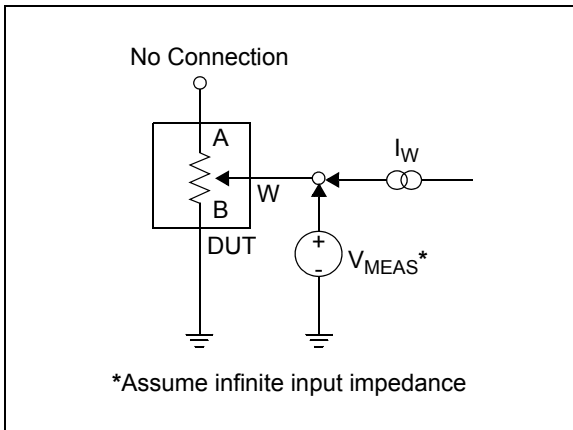 No Connection
A
I_W
W
B
DUT
+
-
V_MEAS*
*Assume infinite input impedance